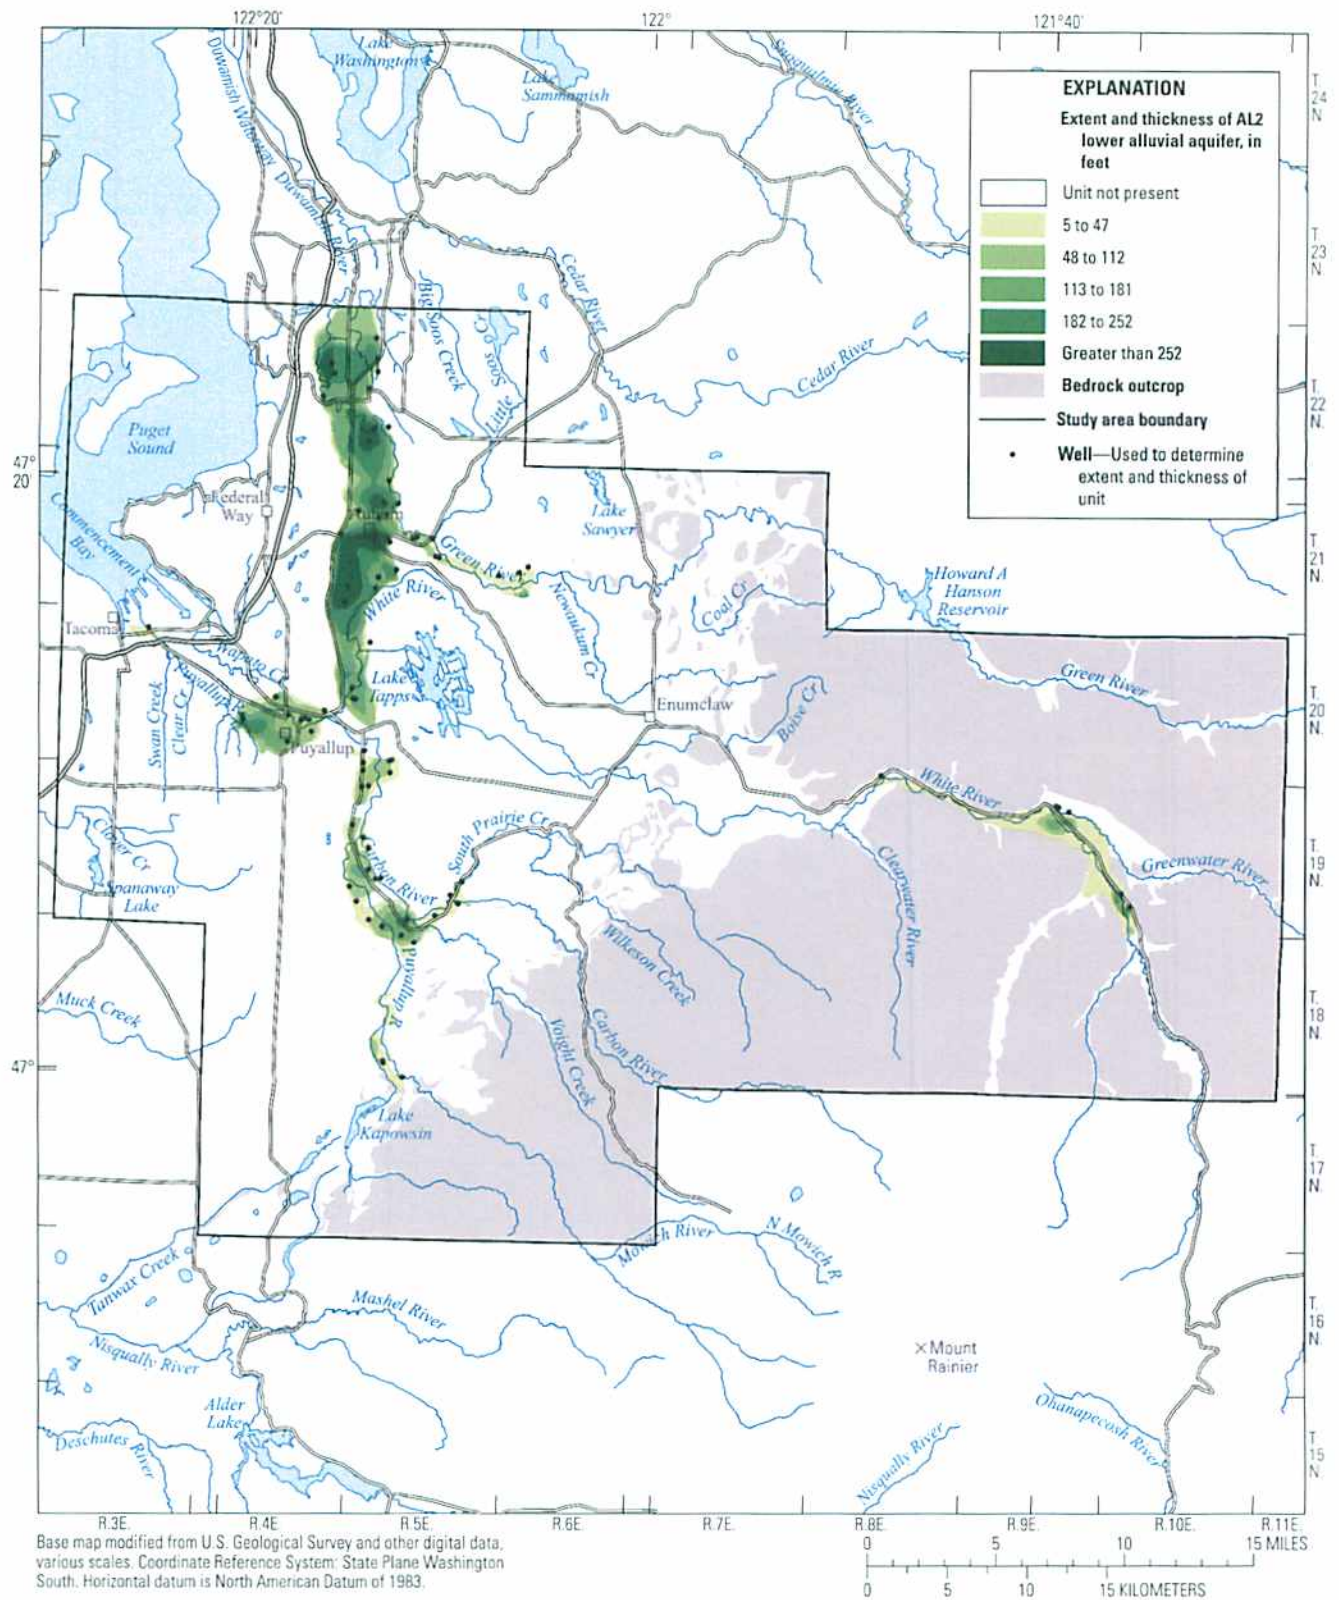 122°20'
122°
121°40'
Lake
Washington
Lake
Sammamish
Snoqualmie River
Duwamish Waterway
Duwamish River
T.
24
N
EXPLANATION
Extent and thickness of AL2
lower alluvial aquifer, in
feet
Unit not present
5 to 47
48 to 112
113 to 181
182 to 252
Greater than 252
Bedrock outcrop
Study area boundary
Well—Used to determine
extent and thickness of
unit
T.
23
N.
Cedar River
Big Soos Creek
Little Soos Cr
Cedar River
T.
22
N.
Puget
Sound
47°
20'
Federal
Way
Commencement
Bay
Lake
Sawyer
Green River
T.
21
N.
Howard A
Hanson
Reservoir
Coal Cr
Newaukum Cr
White River
Tacoma
Wapato Cr
Puyallup R
Lake
Tapps
Swan Creek
Clear Cr
Puyallup
Enumclaw
Boise Cr
Green River
T.
20
N.
White River
South Prairie Cr
Carbon River
Clover Cr
Spanaway
Lake
Clearwater River
Greenwater River
T.
19
N.
Wilkeson Creek
Puyallup R
Muck Creek
Voight Creek
Carbon River
T.
18
N.
47°
Lake
Kapowsin
T.
17
N.
Mowich River
N Mowich R
Tanwax Creek
Mashel River
T.
16
N.
Nisqually River
Mount
Rainier
Alder
Lake
Deschutes River
Nisqually River
Ohanapecosh River
T.
15
N
R.3E.
R.4E
R.5E.
R.6E.
R.7E.
R.8E
R.9E.
R.10E.
R.11E.
Base map modified from U.S. Geological Survey and other digital data,
various scales. Coordinate Reference System: State Plane Washington
South. Horizontal datum is North American Datum of 1983.
0 5 10 15 MILES
0 5 10 15 KILOMETERS